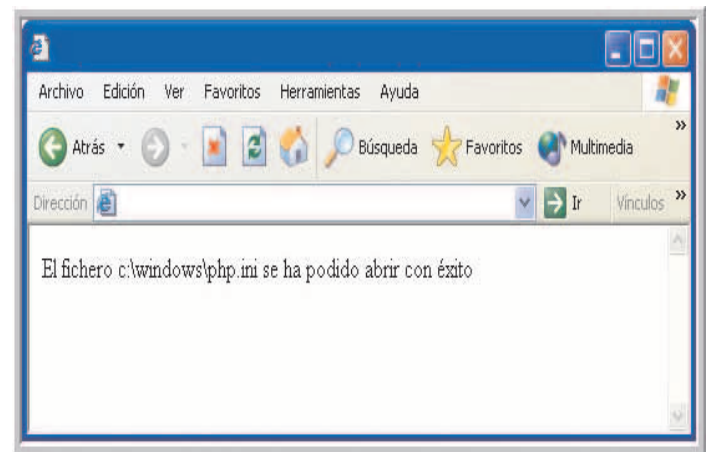 Archivo Edición Ver Favoritos Herramientas Ayuda
Atrás Búsqueda Favoritos Multimedia »
Dirección Ir Vínculos »
El fichero c:\windows\php.ini se ha podido abrir con éxito